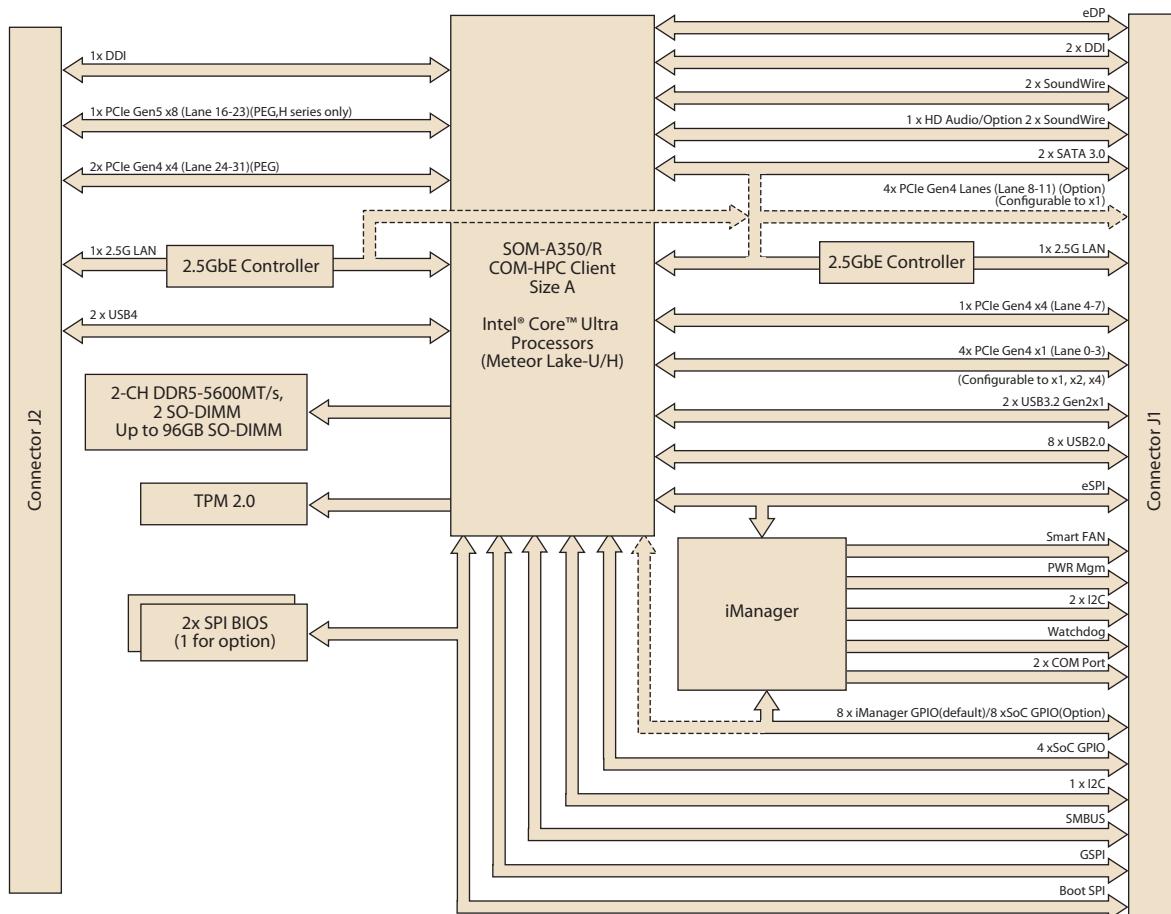 Connector J2
1x DDI
1x PCIe Gen5 x8 (Lane 16-23)(PEG,H series only)
2x PCIe Gen4 x4 (Lane 24-31)(PEG)
1x 2.5G LAN
2.5GbE Controller
2 x USB4
2-CH DDR5-5600MT/s,
2 SO-DIMM
Up to 96GB SO-DIMM
TPM 2.0
2x SPI BIOS
(1 for option)
SOM-A350/R
COM-HPC Client
Size A
Intel® Core™ Ultra
Processors
(Meteor Lake-U/H)
eDP
2 x DDI
2 x SoundWire
1 x HD Audio/Option 2 x SoundWire
2 x SATA 3.0
4x PCIe Gen4 Lanes (Lane 8-11) (Option)
(Configurable to x1)
2.5GbE Controller
1x 2.5G LAN
1x PCIe Gen4 x4 (Lane 4-7)
4x PCIe Gen4 x1 (Lane 0-3)
(Configurable to x1, x2, x4)
2 x USB3.2 Gen2x1
8 x USB2.0
eSPI
iManager
Smart FAN
PWR Mgm
2 x I2C
Watchdog
2 x COM Port
8 x iManager GPIO(default)/8 xSoC GPIO(Option)
4 xSoC GPIO
1 x I2C
SMBUS
GSPI
Boot SPI
Connector J1